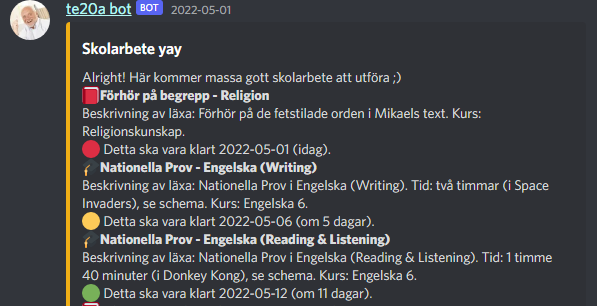 te20a bot BOT 2022-05-01
Skolarbete yay
Alright! Här kommer massa gott skolarbete att utföra ;)
Förhör på begrepp - Religion
Beskrivning av läxa: Förhör på de fetstilade orden i Mikaels text. Kurs:
Religionskunskap.
Detta ska vara klart 2022-05-01 (idag).
Nationella Prov - Engelska (Writing)
Beskrivning av läxa: Nationella Prov i Engelska (Writing). Tid: två timmar (i Space
Invaders), se schema. Kurs: Engelska 6.
Detta ska vara klart 2022-05-06 (om 5 dagar).
Nationella Prov - Engelska (Reading & Listening)
Beskrivning av läxa: Nationella Prov i Engelska (Reading & Listening). Tid: 1 timme
40 minuter (i Donkey Kong), se schema. Kurs: Engelska 6.
Detta ska vara klart 2022-05-12 (om 11 dagar).